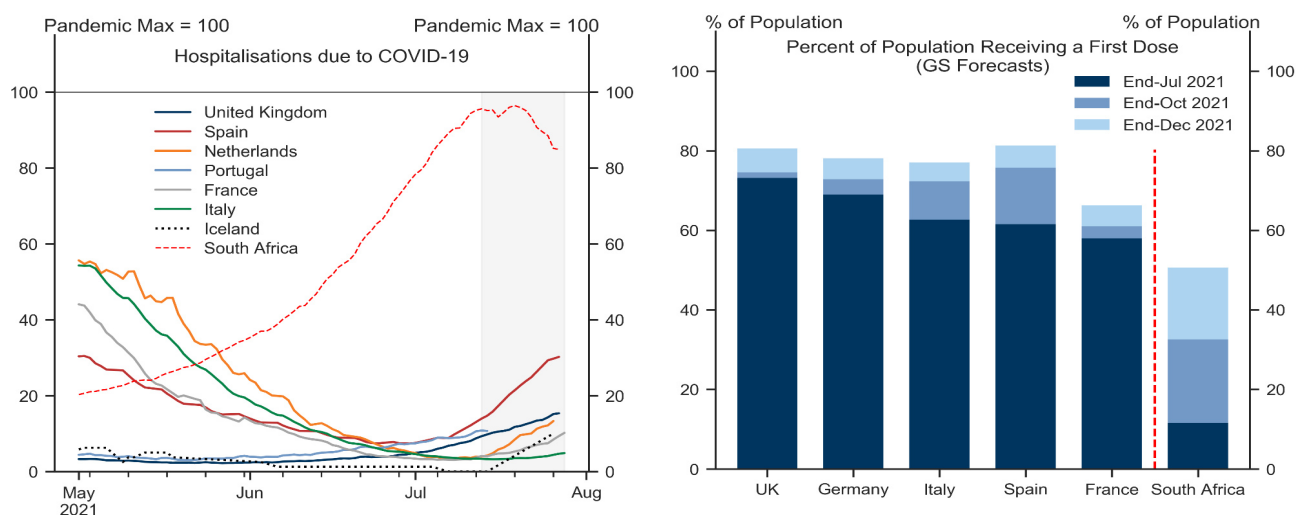 Pandemic Max = 100
Pandemic Max = 100
Hospitalisations due to COVID-19
100
80
60
40
20
0
100
80
60
40
20
0
United Kingdom
Spain
Netherlands
Portugal
France
Italy
Iceland
South Africa
May
2021
Jun
Jul
Aug
% of Population
% of Population
Percent of Population Receiving a First Dose
(GS Forecasts)
End-Jul 2021
End-Oct 2021
End-Dec 2021
100
80
60
40
20
0
100
80
60
40
20
0
UK
Germany
Italy
Spain
France
South Africa